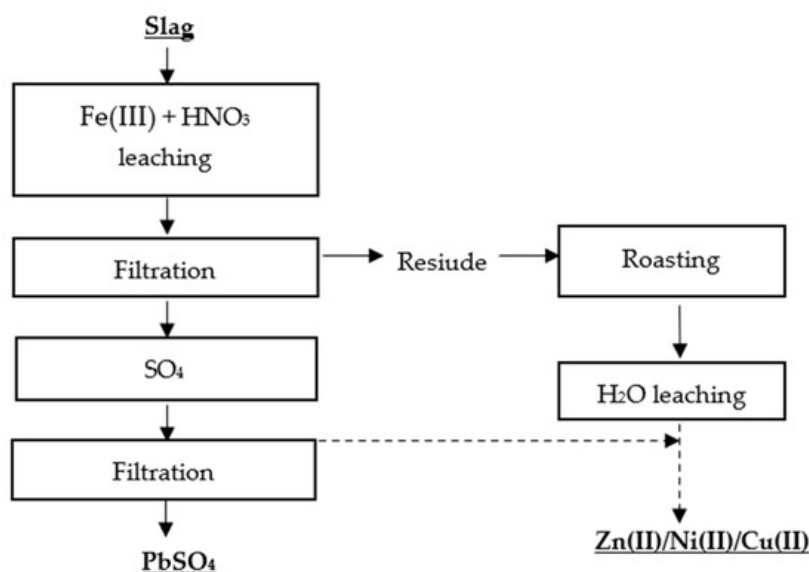 Slag
Fe(III) + HNO₃
leaching
Filtration
Resiude
Roasting
SO₄
H₂O leaching
Filtration
PbSO₄
Zn(II)/Ni(II)/Cu(II)